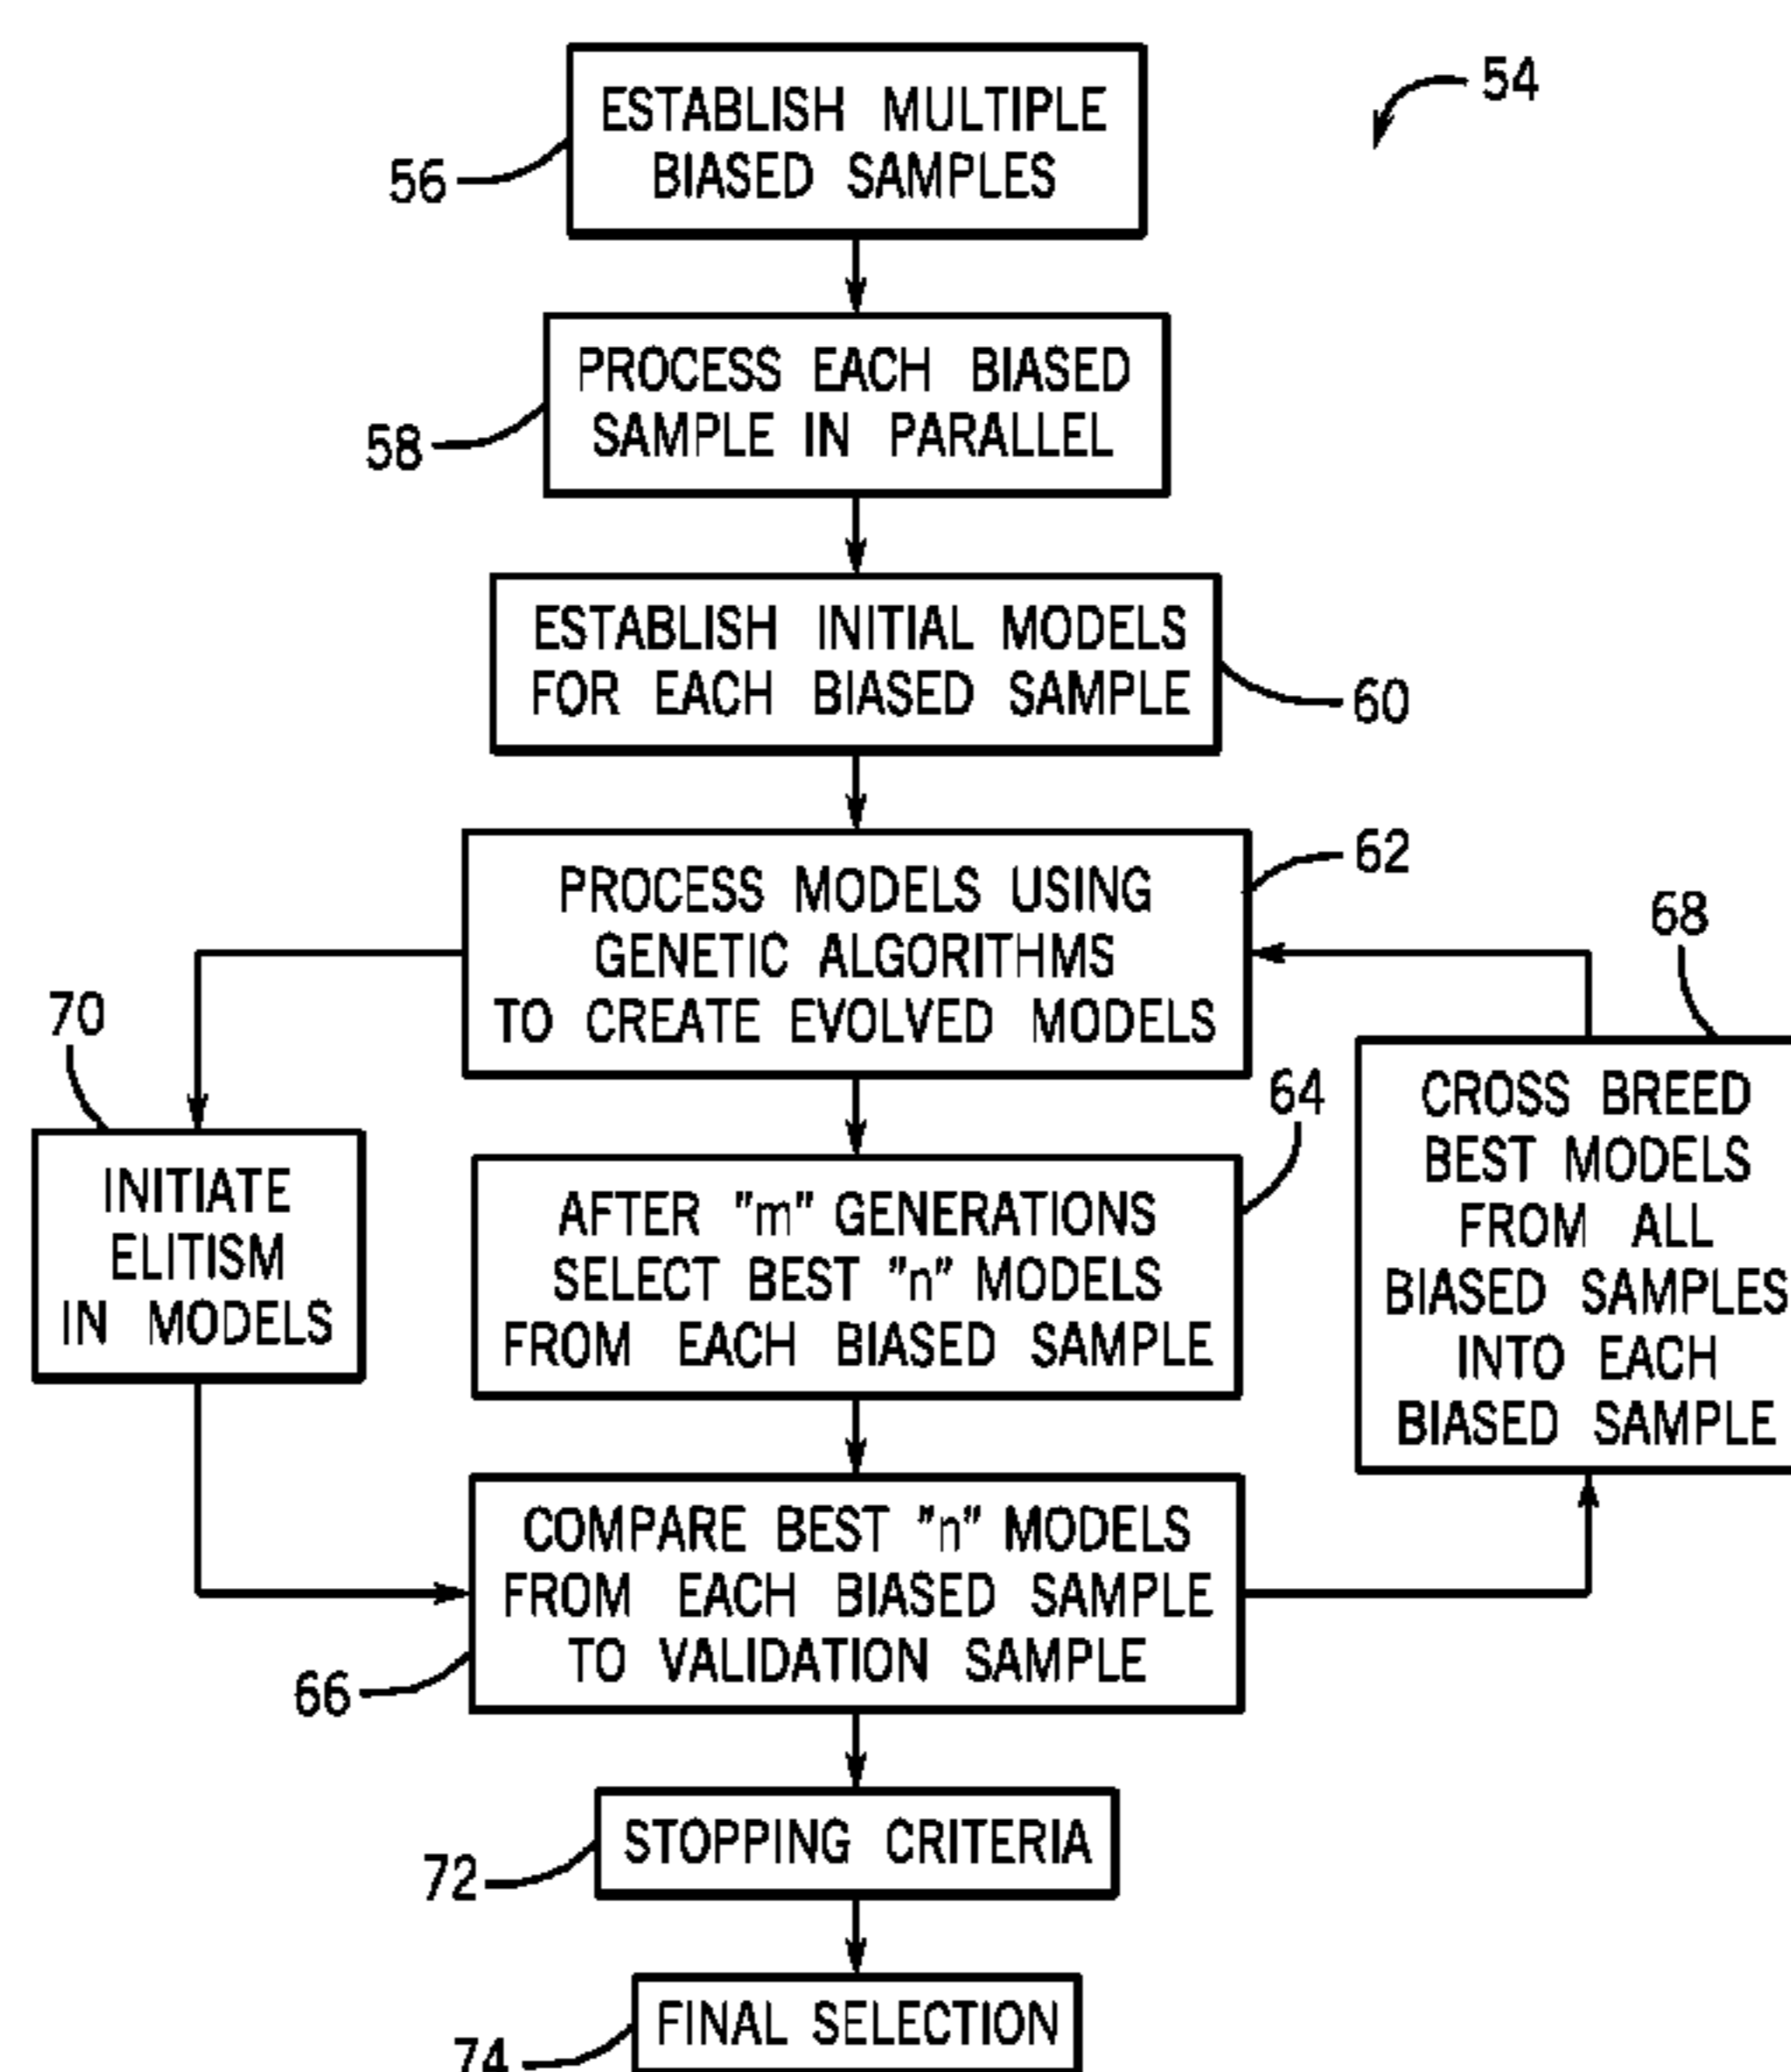 54
ESTABLISH MULTIPLE
BIASED SAMPLES
56
PROCESS EACH BIASED
SAMPLE IN PARALLEL
58
ESTABLISH INITIAL MODELS
FOR EACH BIASED SAMPLE
60
PROCESS MODELS USING
GENETIC ALGORITHMS
TO CREATE EVOLVED MODELS
62
68
CROSS BREED
BEST MODELS
FROM ALL
BIASED SAMPLES
INTO EACH
BIASED SAMPLE
70
INITIATE
ELITISM
IN MODELS
64
AFTER "m" GENERATIONS
SELECT BEST "n" MODELS
FROM EACH BIASED SAMPLE
COMPARE BEST "n" MODELS
FROM EACH BIASED SAMPLE
TO VALIDATION SAMPLE
66
STOPPING CRITERIA
72
FINAL SELECTION
74